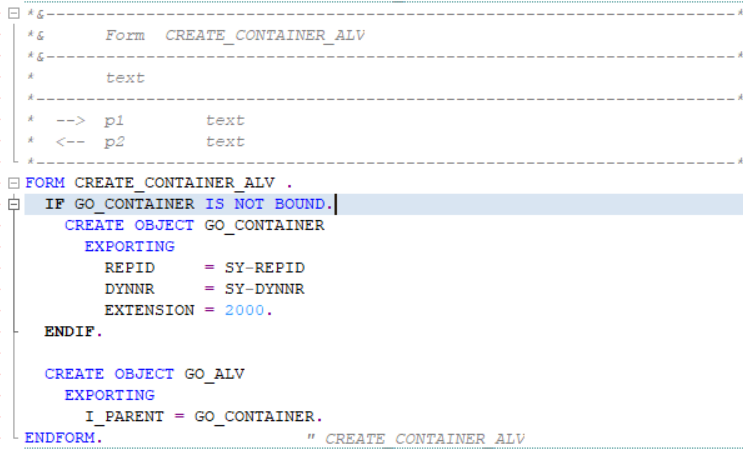 *&---------------------------------------------------------------------*
*&      Form  CREATE_CONTAINER_ALV
*&---------------------------------------------------------------------*
*       text
*----------------------------------------------------------------------*
*  -->  p1        text
*  <--  p2        text
*----------------------------------------------------------------------*
FORM CREATE_CONTAINER_ALV .
  IF GO_CONTAINER IS NOT BOUND.
    CREATE OBJECT GO_CONTAINER
      EXPORTING
        REPID     = SY-REPID
        DYNNR     = SY-DYNNR
        EXTENSION = 2000.
  ENDIF.
  CREATE OBJECT GO_ALV
    EXPORTING
      I_PARENT = GO_CONTAINER.
ENDFORM.                    " CREATE_CONTAINER_ALV